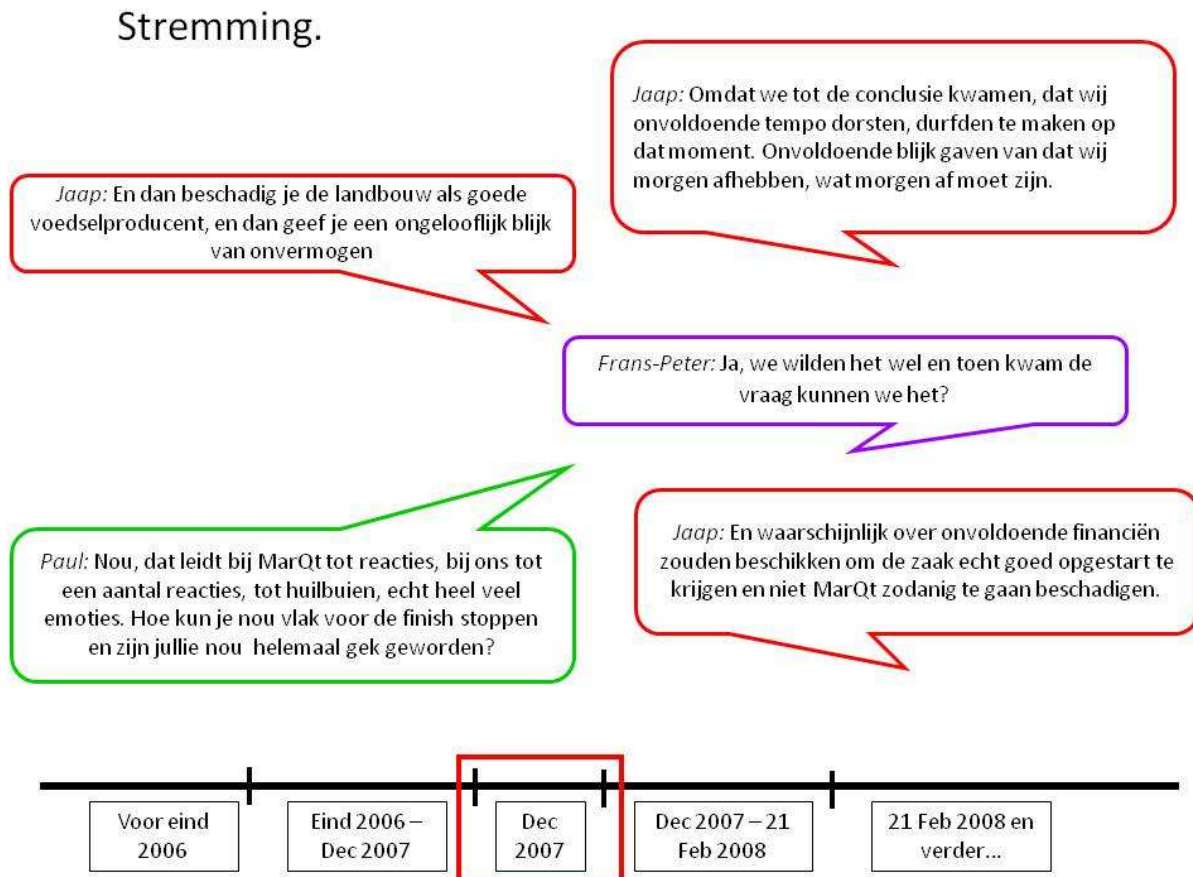 Stremming.
Jaap: Omdat we tot de conclusie kwamen, dat wij
onvoldoende tempo dorsten, durfden te maken op
dat moment. Onvoldoende blijk gaven van dat wij
morgen afhebben, wat morgen af moet zijn.
Jaap: En dan beschadig je de landbouw als goede
voedselproducent, en dan geef je een ongelooflijk blijk
van onvermogen
Frans-Peter: Ja, we wilden het wel en toen kwam de
vraag kunnen we het?
Paul: Nou, dat leidt bij MarQt tot reacties, bij ons tot
een aantal reacties, tot huilbuien, echt heel veel
emoties. Hoe kun je nou vlak voor de finish stoppen
en zijn jullie nou helemaal gek geworden?
Jaap: En waarschijnlijk over onvoldoende financiën
zouden beschikken om de zaak echt goed opgestart te
krijgen en niet MarQt zodanig te gaan beschadigen.
Voor eind
2006
Eind 2006 –
Dec 2007
Dec
2007
Dec 2007 – 21
Feb 2008
21 Feb 2008 en
verder...